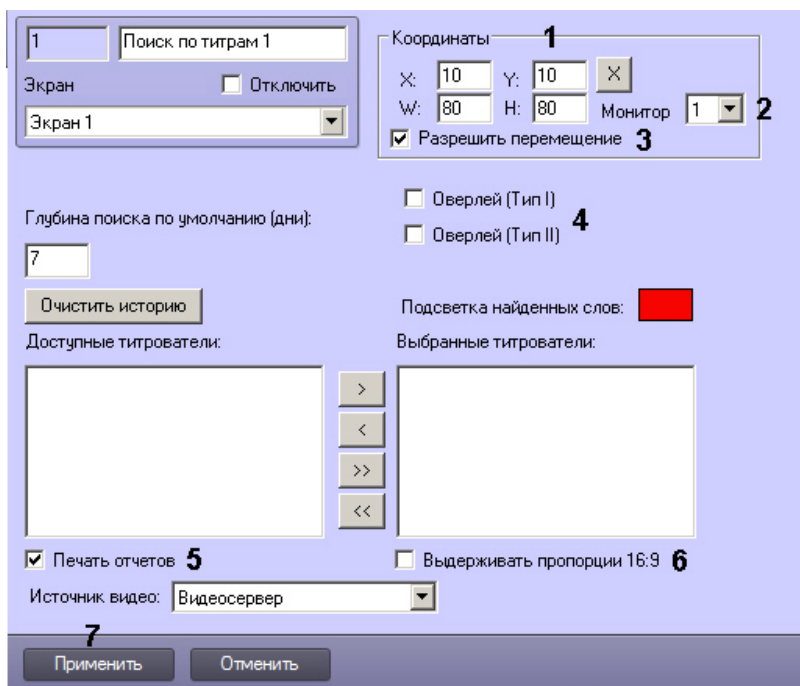 1 Поиск по титрам 1
Экран Отключить
Экран 1
Координаты 1
X: 10 Y: 10 X
W: 80 H: 80 Монитор 1 2
Разрешить перемещение 3
Оверлей (Тип I)
4
Оверлей (Тип II)
Глубина поиска по умолчанию (дни):
7
Очистить историю
Подсветка найденных слов:
Доступные титрователи:
Выбранные титрователи:
>
<
>>
<<
Печать отчетов 5
Выдерживать пропорции 16:9 6
Источник видео: Видеосервер
7
Применить Отменить